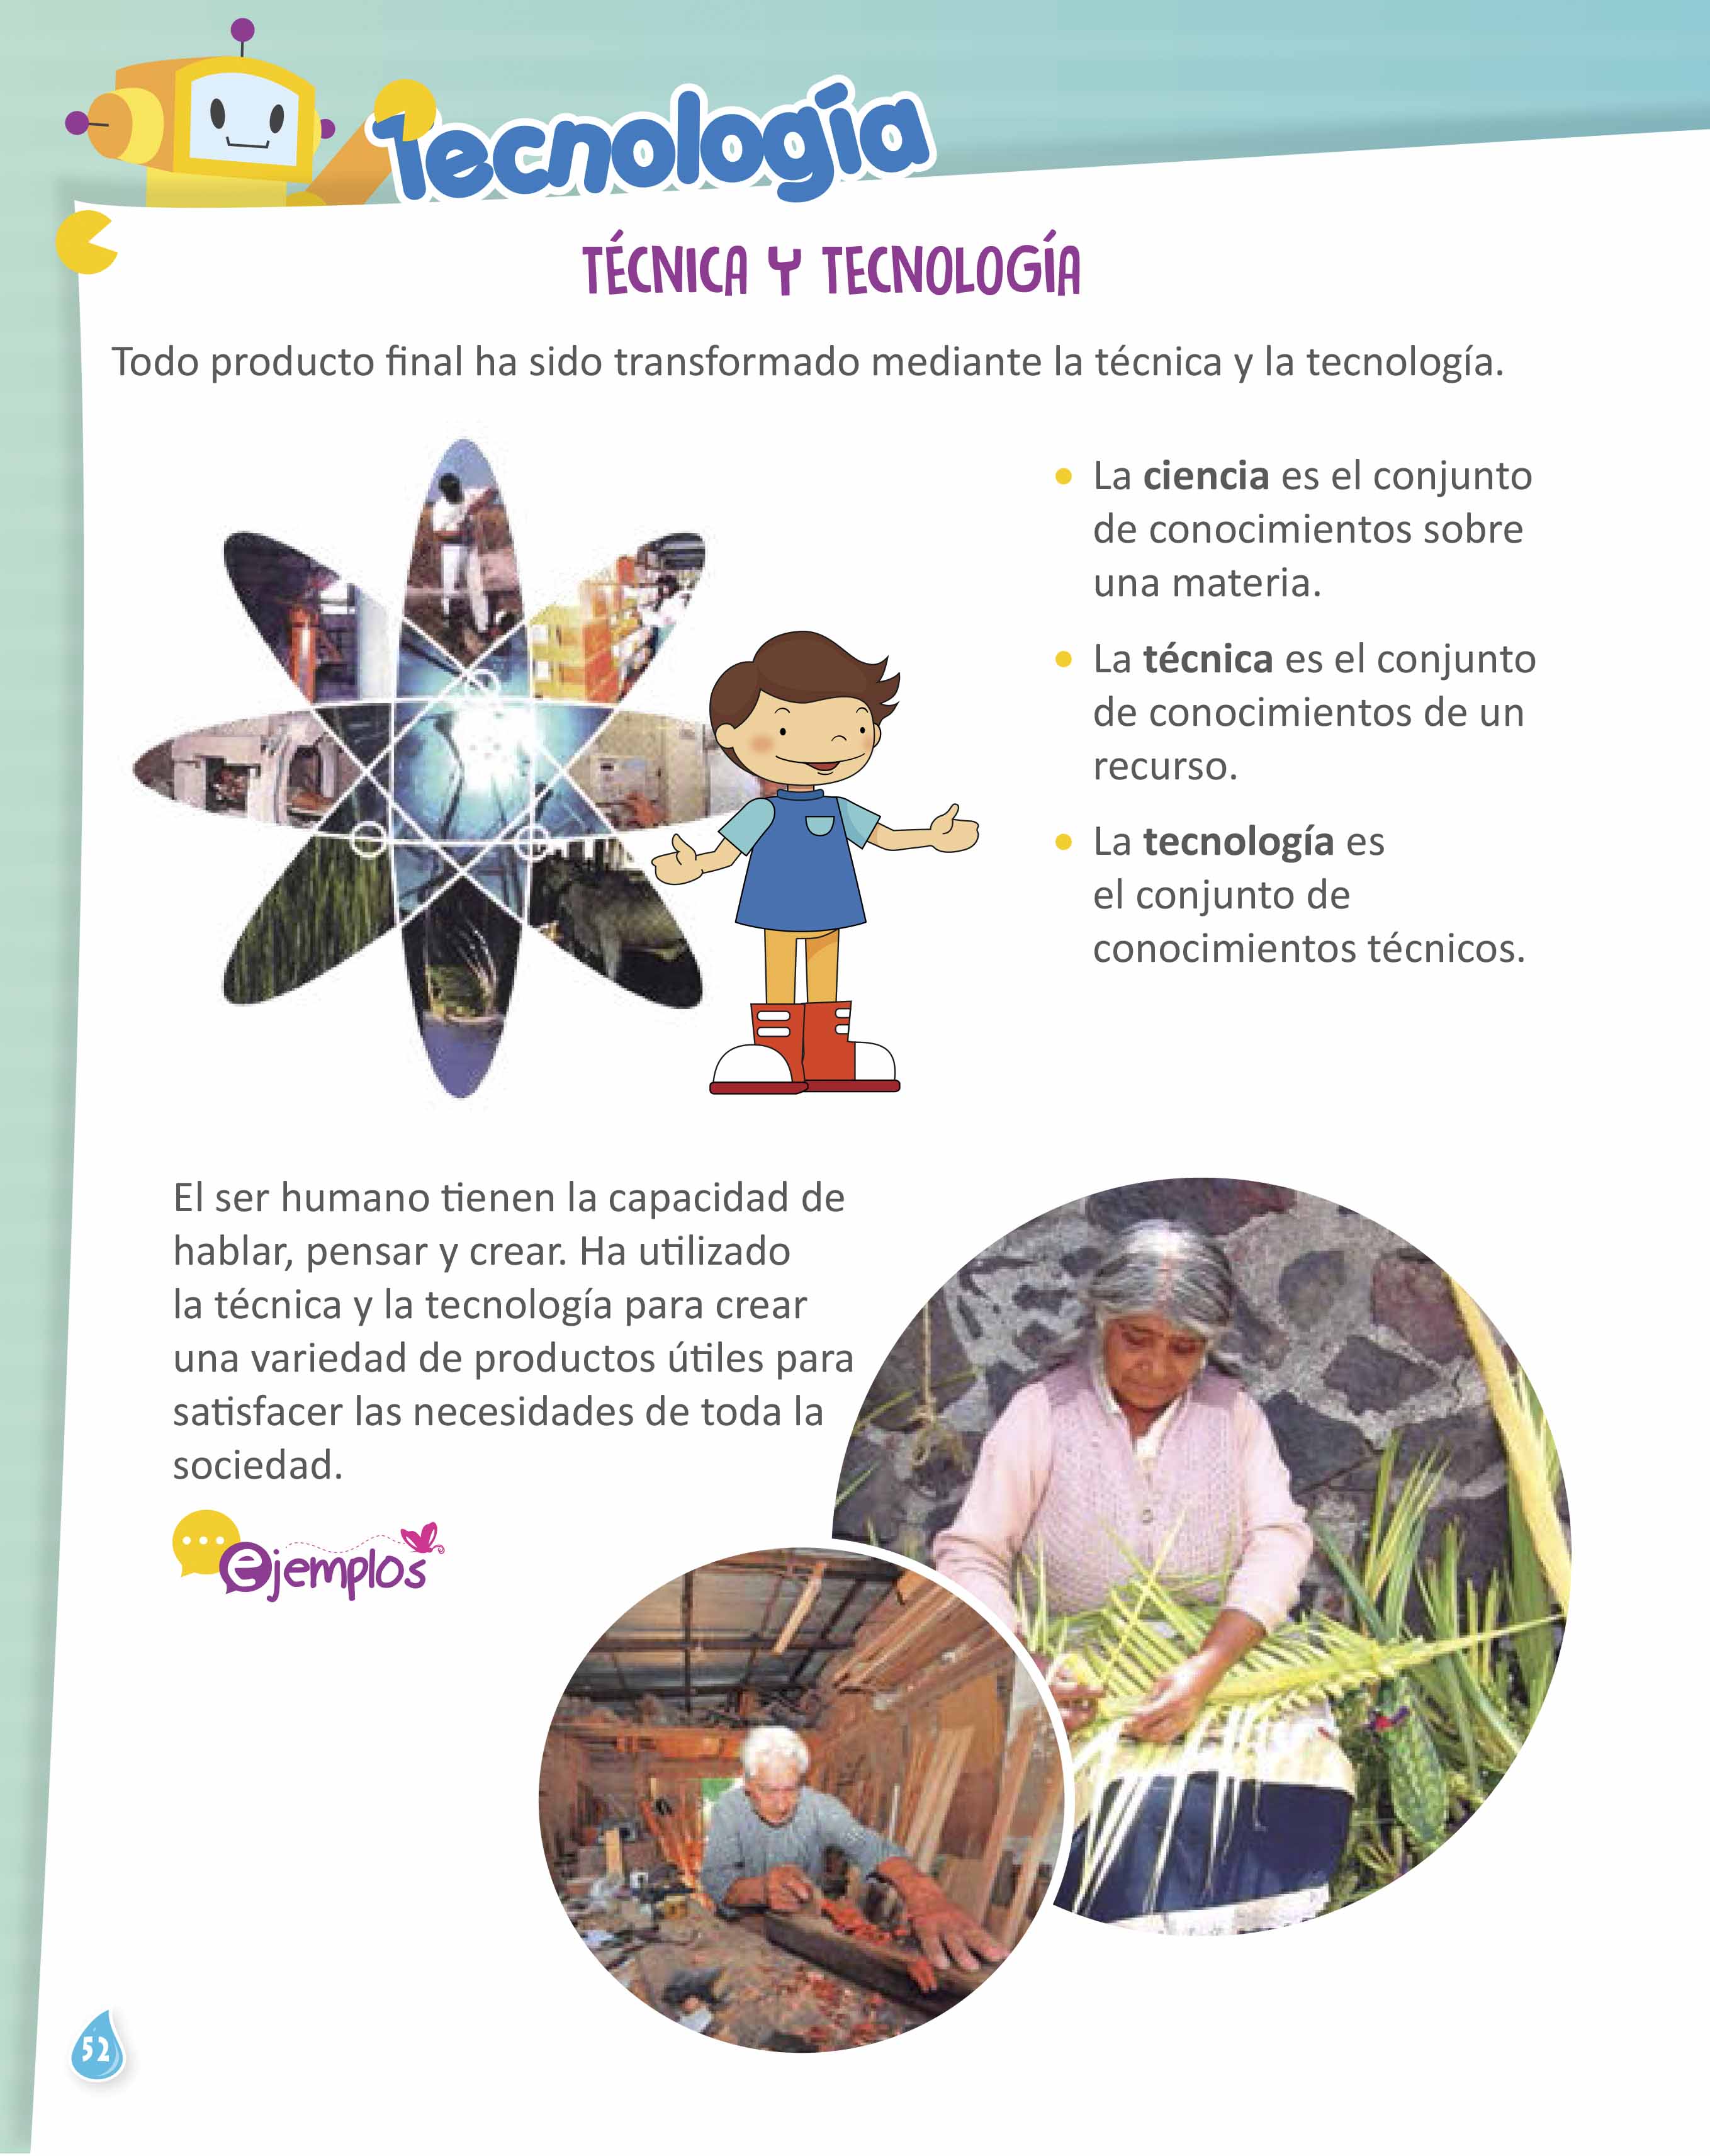 Tecnología
TÉCNICA Y TECNOLOGÍA
Todo producto final ha sido transformado mediante la técnica y la tecnología.
• La ciencia es el conjunto
de conocimientos sobre
una materia.
• La técnica es el conjunto
de conocimientos de un
recurso.
• La tecnología es
el conjunto de
conocimientos técnicos.
El ser humano tienen la capacidad de
hablar, pensar y crear. Ha utilizado
la técnica y la tecnología para crear
una variedad de productos útiles para
satisfacer las necesidades de toda la
sociedad.
ejemplos
52